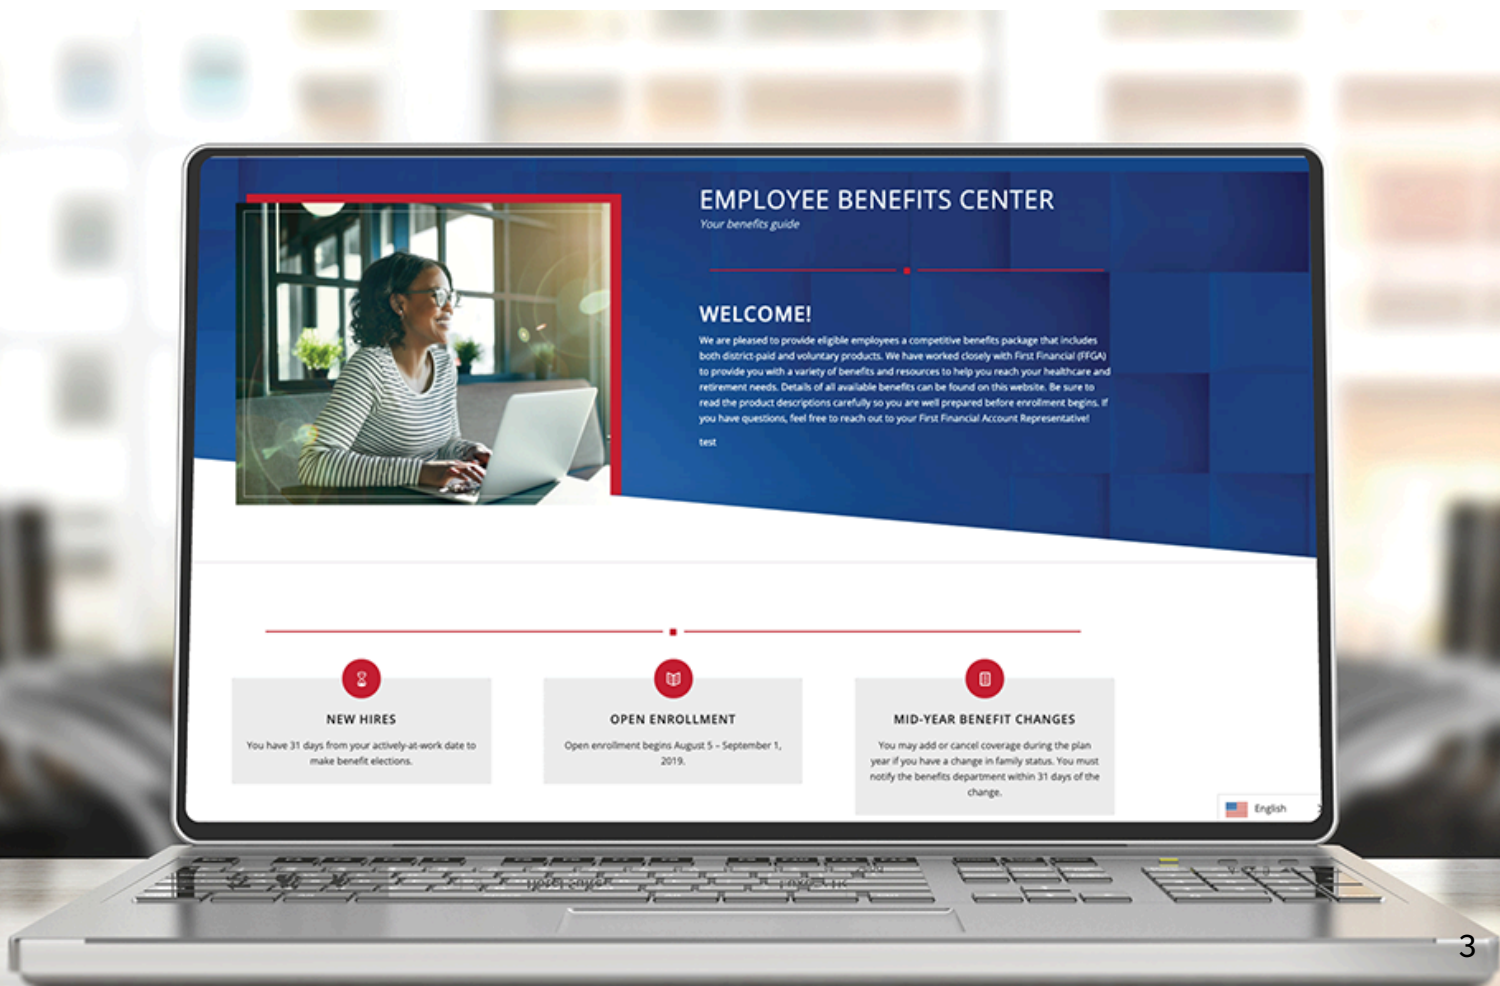 EMPLOYEE BENEFITS CENTER
Your benefits guide
WELCOME!
We are pleased to provide eligible employees a competitive benefits package that includes
both district-paid and voluntary products. We have worked closely with First Financial (FFGA)
to provide you with a variety of benefits and resources to help you reach your healthcare and
retirement needs. Details of all available benefits can be found on this website. Be sure to
read the product descriptions carefully so you are well prepared before enrollment begins. If
you have questions, feel free to reach out to your First Financial Account Representative!
test
NEW HIRES
You have 31 days from your actively-at-work date to
make benefit elections.
OPEN ENROLLMENT
Open enrollment begins August 5 – September 1,
2019.
MID-YEAR BENEFIT CHANGES
You may add or cancel coverage during the plan
year if you have a change in family status. You must
notify the benefits department within 31 days of the
change.
English
3